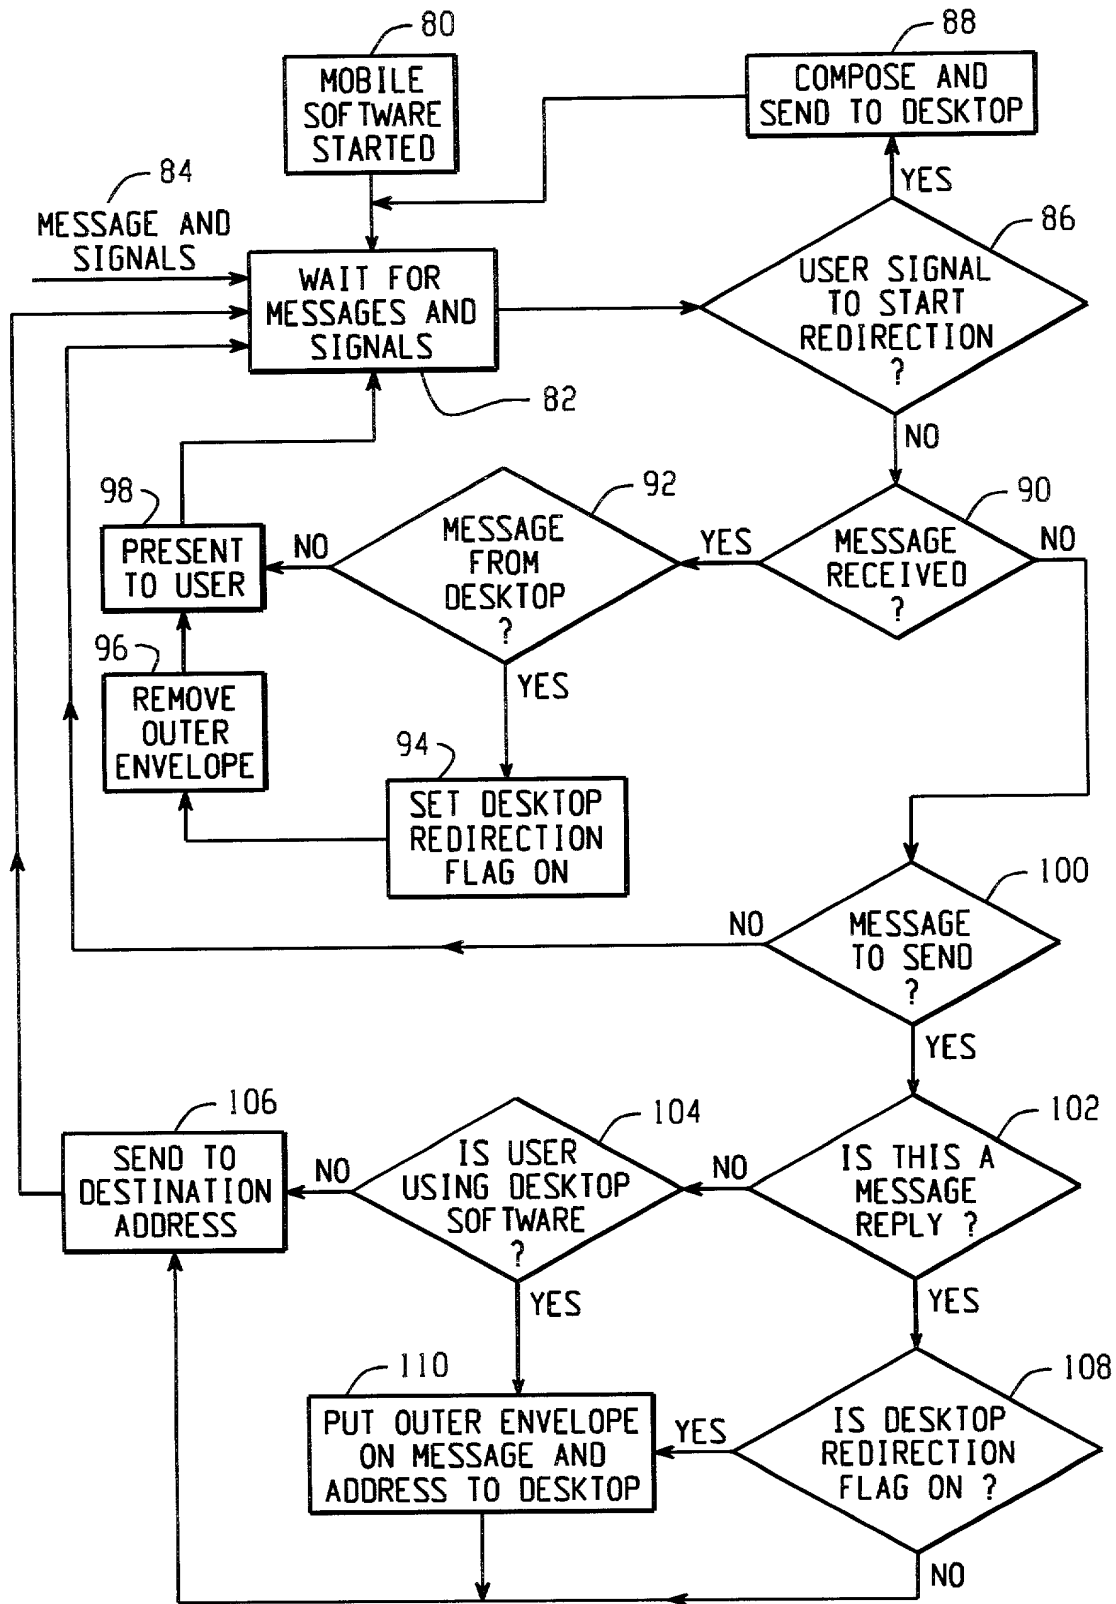 80
MOBILE
SOFTWARE
STARTED
88
COMPOSE AND
SEND TO DESKTOP
YES
84
MESSAGE AND
SIGNALS
WAIT FOR
MESSAGES AND
SIGNALS
82
86
USER SIGNAL
TO START
REDIRECTION
?
NO
98
PRESENT
TO USER
NO
92
MESSAGE
FROM
DESKTOP
?
YES
90
MESSAGE
RECEIVED
?
NO
96
REMOVE
OUTER
ENVELOPE
YES
94
SET DESKTOP
REDIRECTION
FLAG ON
100
NO
MESSAGE
TO SEND
?
YES
106
SEND TO
DESTINATION
ADDRESS
NO
104
IS USER
USING DESKTOP
SOFTWARE
?
NO
102
IS THIS A
MESSAGE
REPLY ?
YES
YES
110
PUT OUTER ENVELOPE
ON MESSAGE AND
ADDRESS TO DESKTOP
YES
108
IS DESKTOP
REDIRECTION
FLAG ON ?
NO